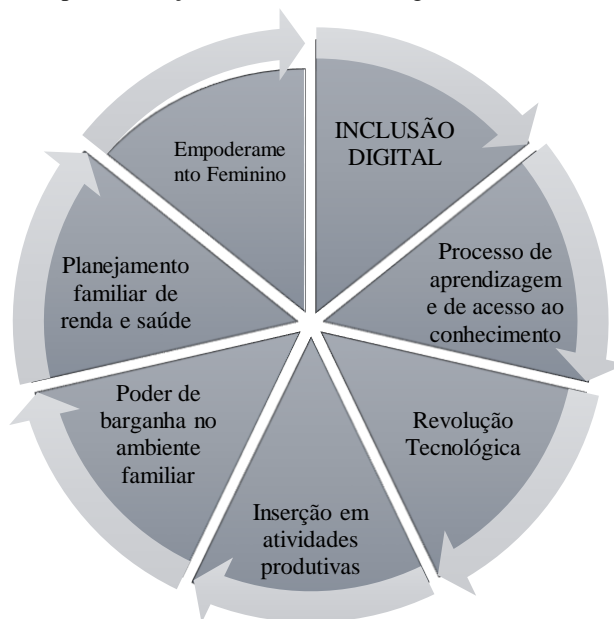 INCLUSÃO
DIGITAL
Processo de
aprendizagem
e de acesso ao
conhecimento
Revolução
Tecnológica
Inserção em
atividades
produtivas
Poder de
barganha no
ambiente
familiar
Planejamento
familiar de
renda e saúde
Empoderame
nto Feminino